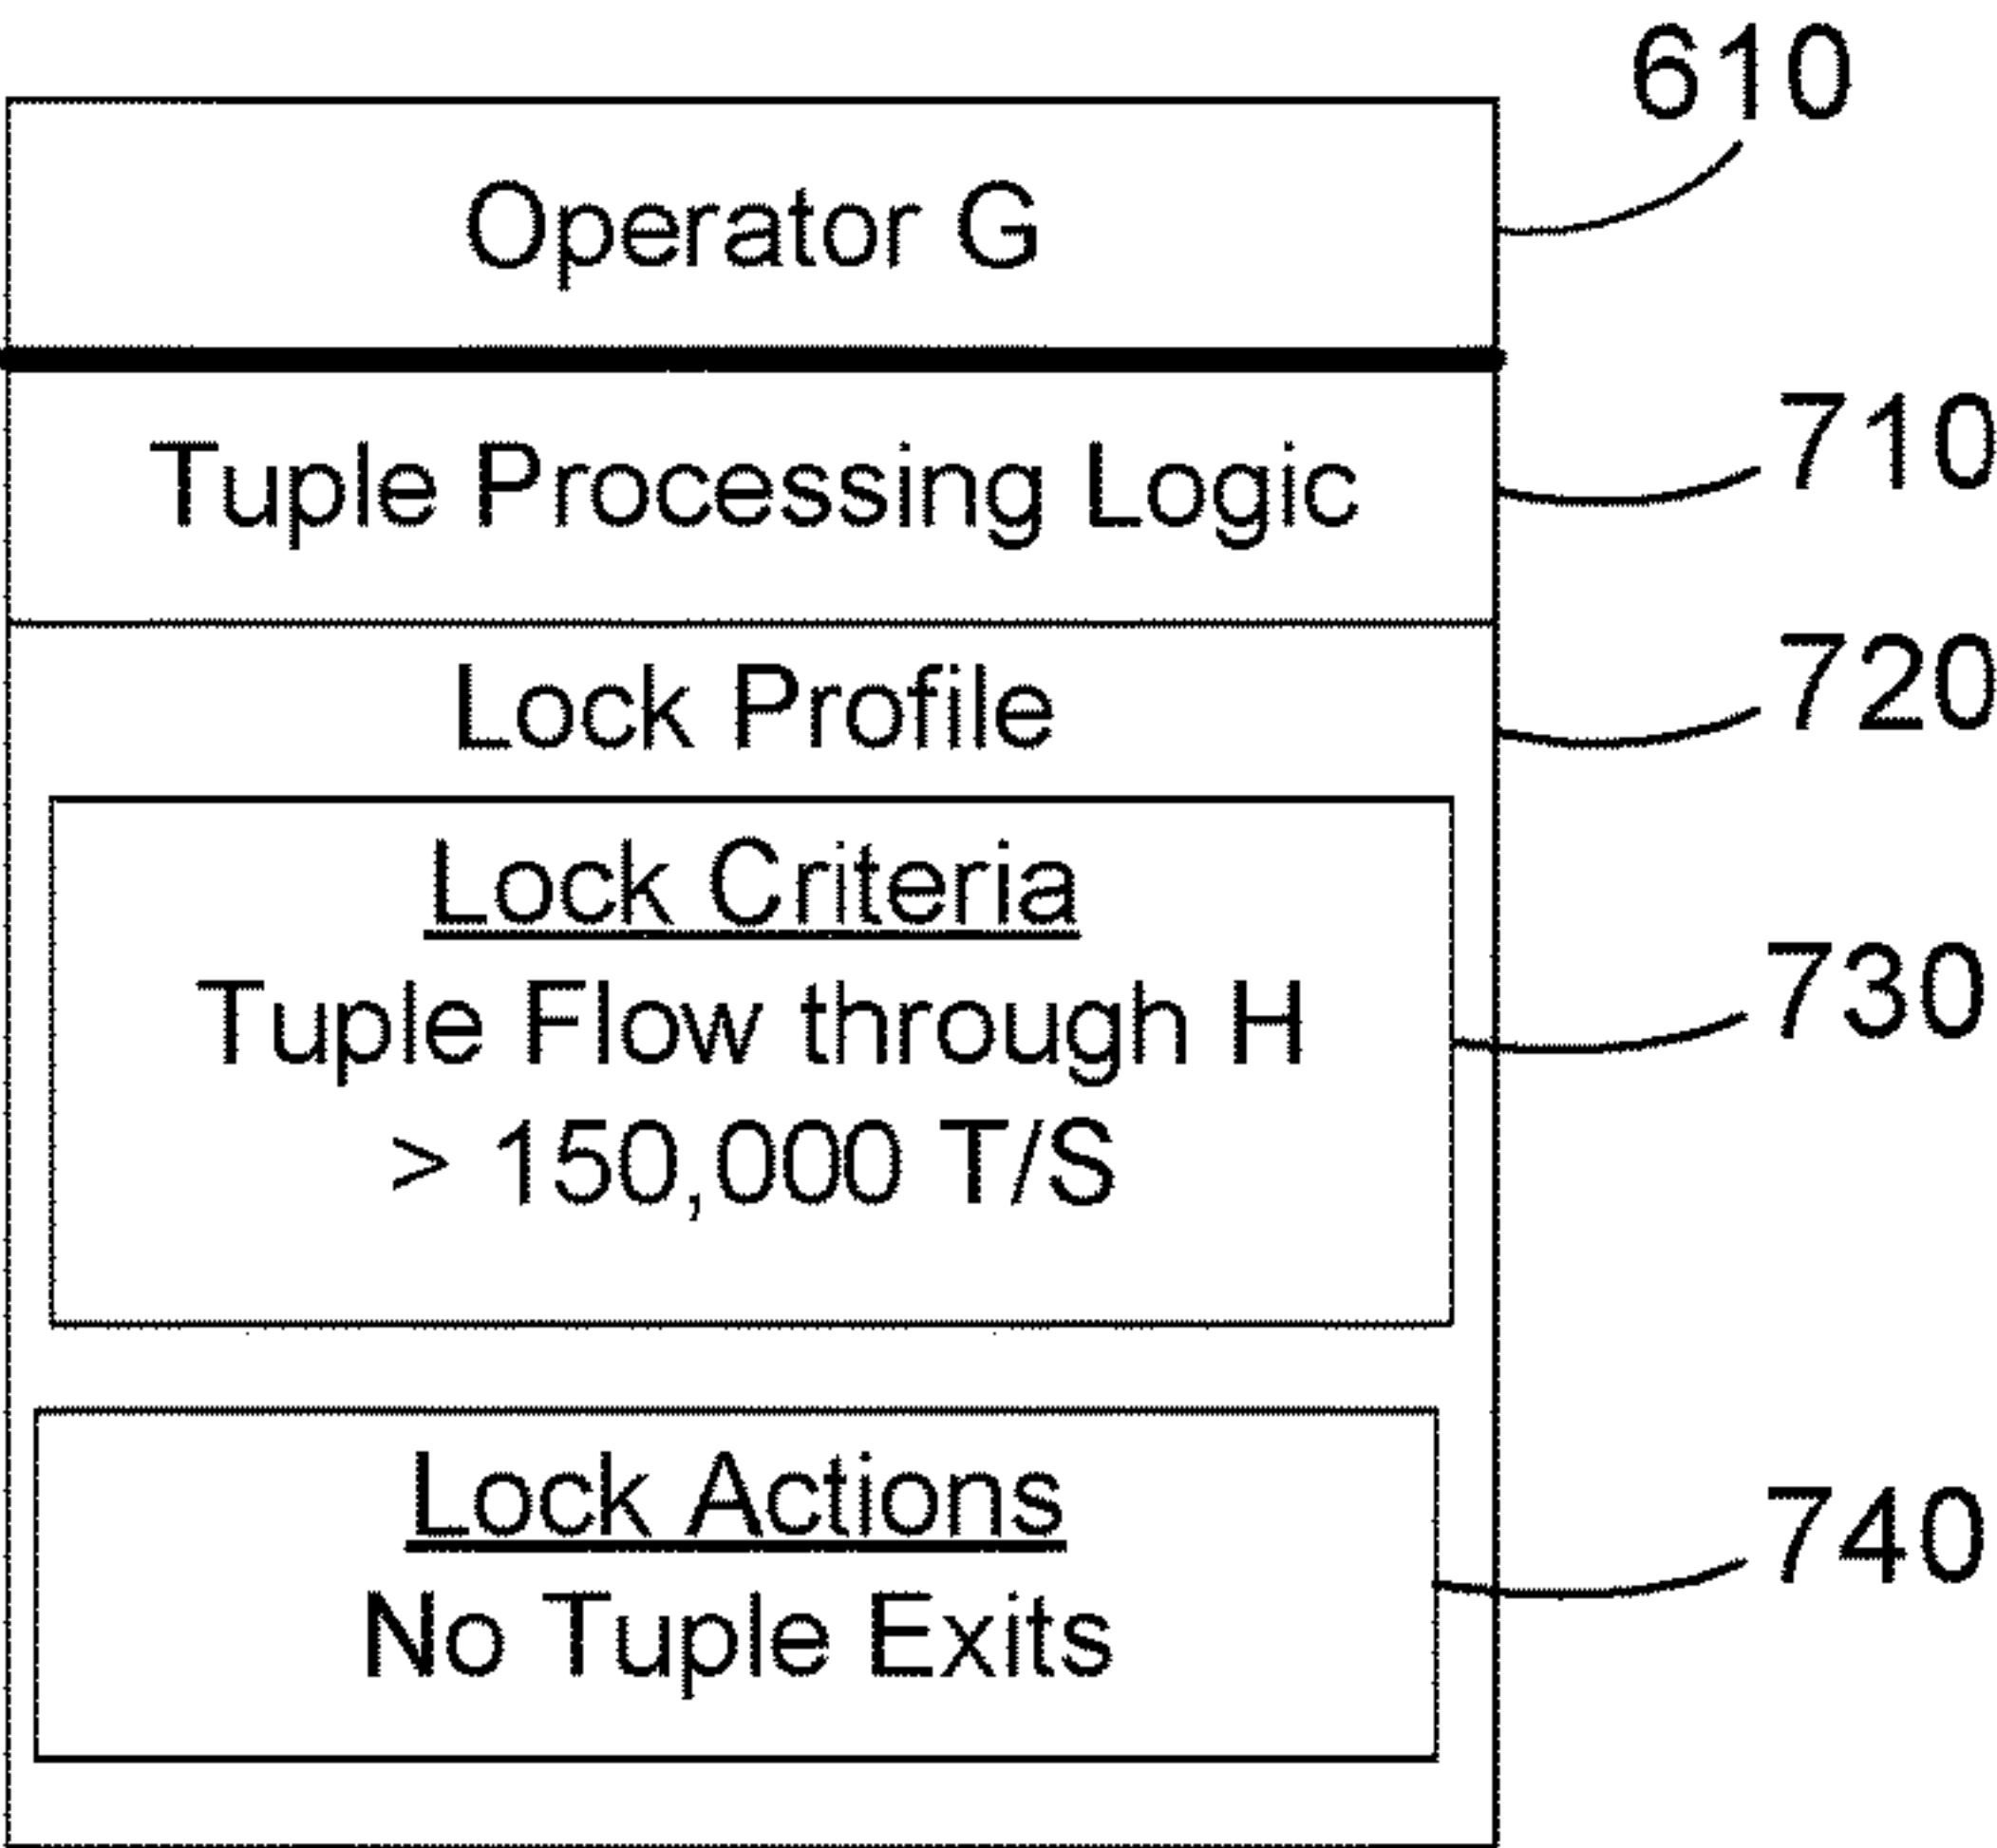 610
Operator G
710
Tuple Processing Logic
720
Lock Profile
Lock Criteria
730
Tuple Flow through H
> 150,000 T/S
740
Lock Actions
No Tuple Exits